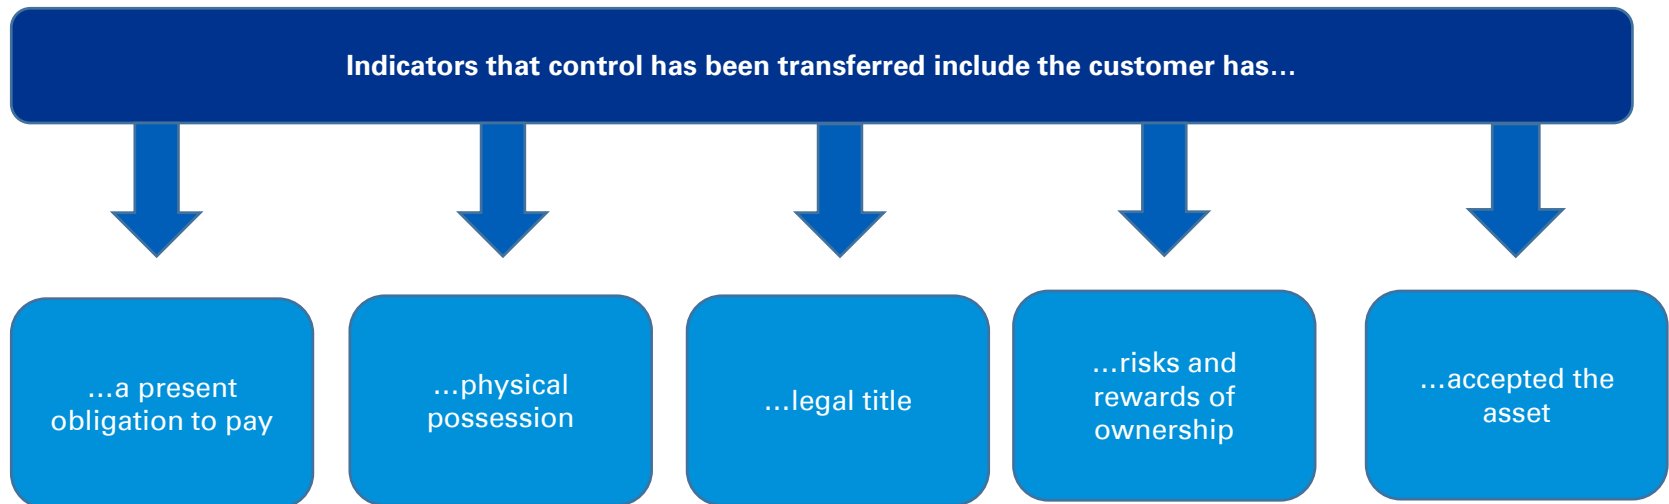 Indicators that control has been transferred include the customer has…
…a present
obligation to pay
…physical
possession
…legal title
…risks and
rewards of
ownership
…accepted the
asset